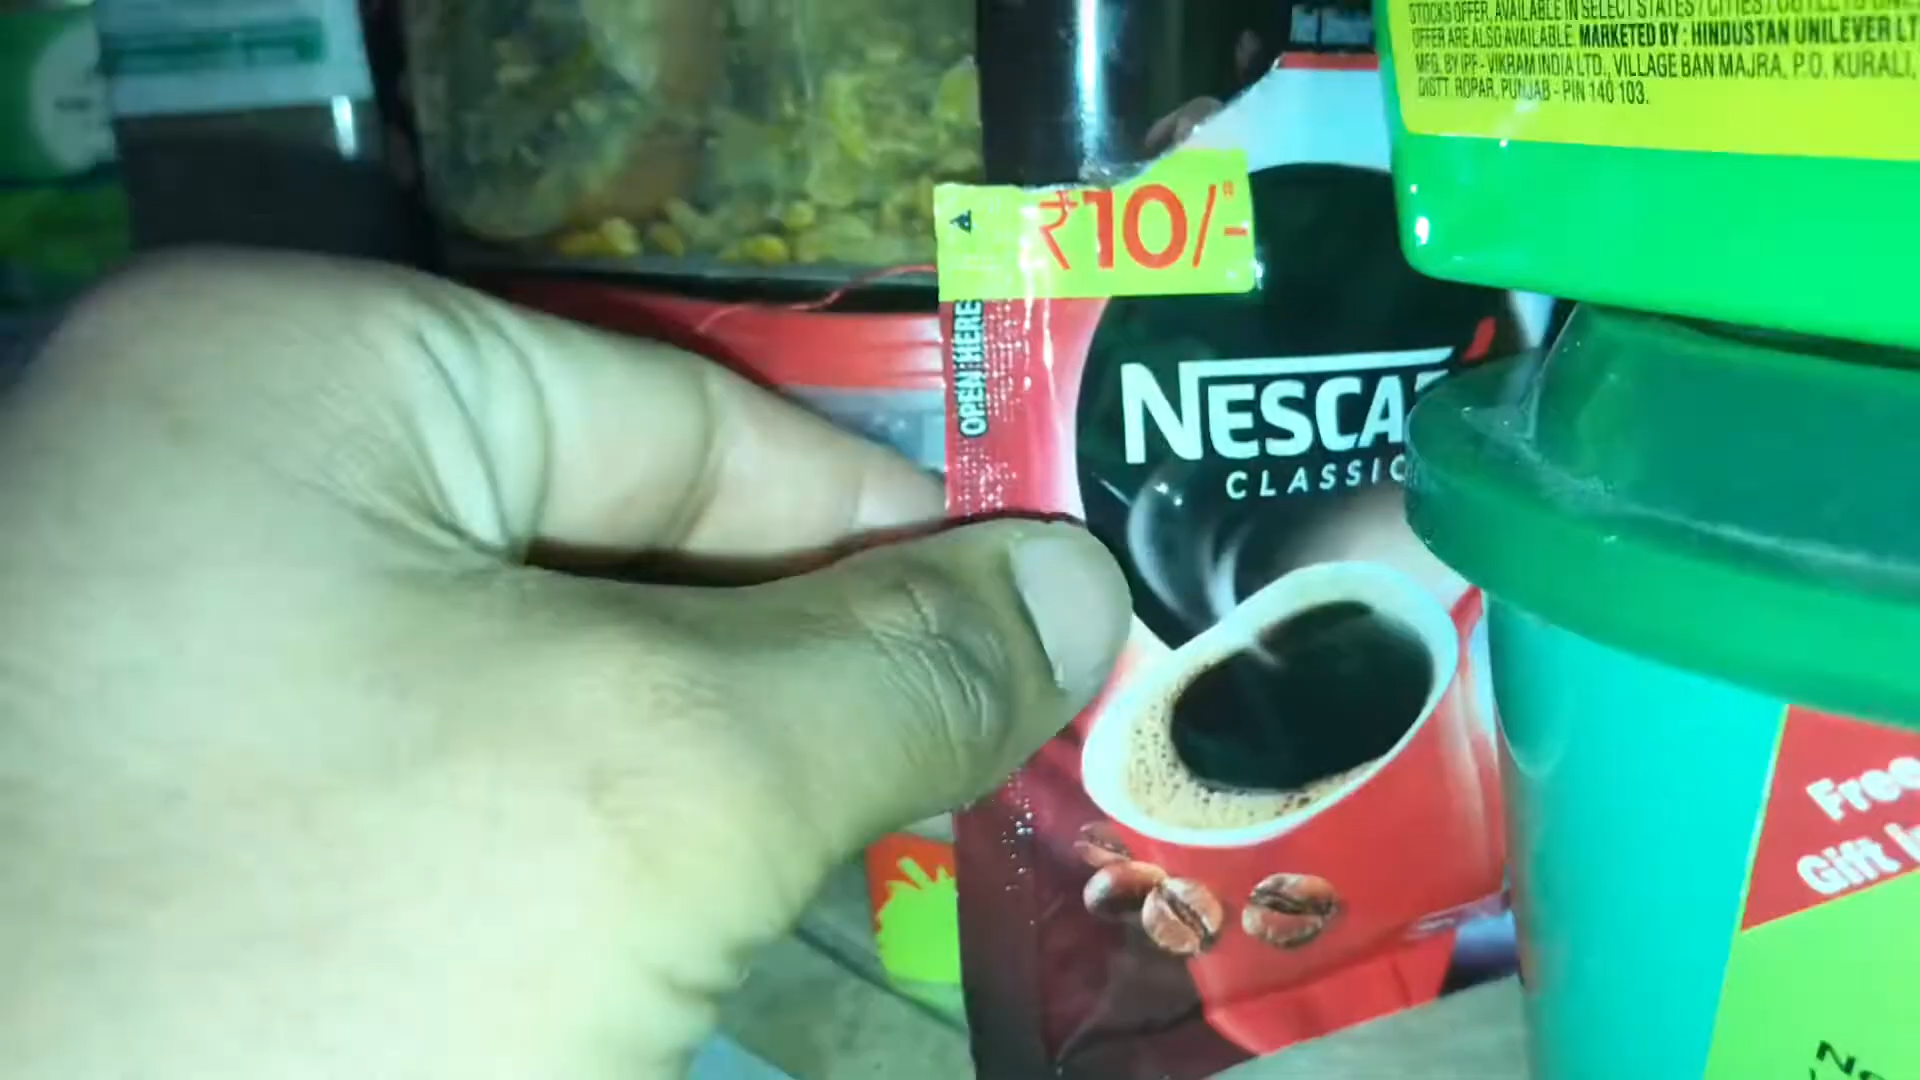 STOCKS OFFER. AVAILABLE IN SELECT STATES / CITIES / OUTLETS
OFFER ARE ALSO AVAILABLE. MARKETED BY : HINDUSTAN UNILEVER LT
MFG. BY IPF - VIKRAM INDIA LTD., VILLAGE BAN MAJRA, P.O. KURALI,
DISTT. ROPAR, PUNJAB - PIN 140 103.
₹10/-
OPEN HERE
NESCA
CLASSIC
Free
Gift